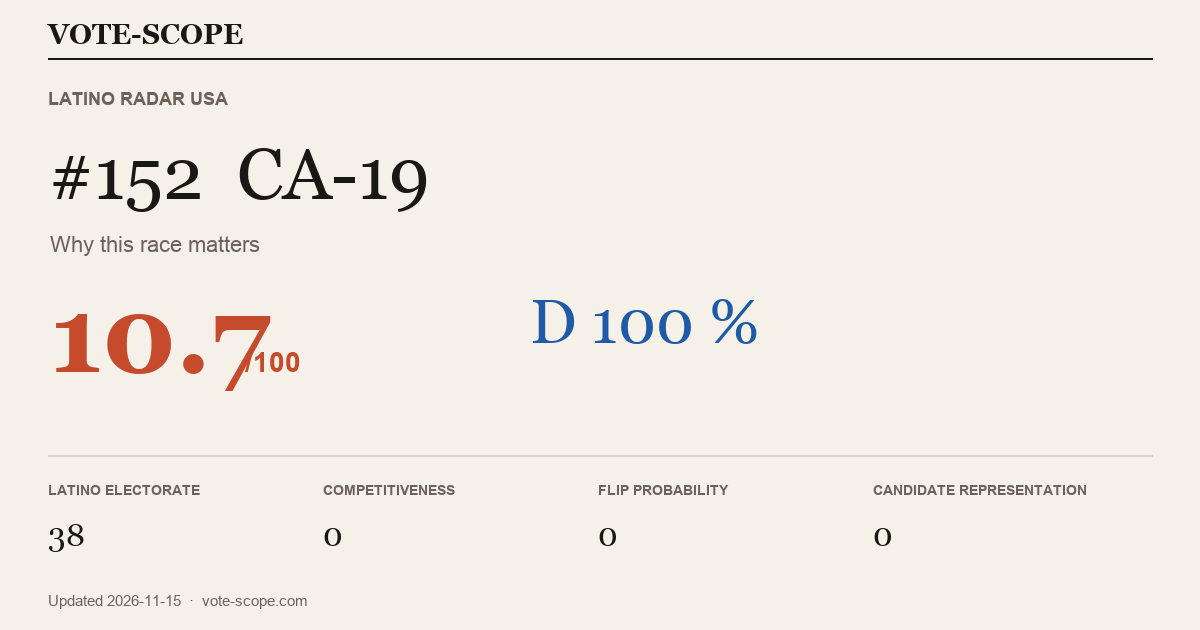 VOTE-SCOPE
LATINO RADAR USA
#152 CA-19
Why this race matters
10.7/100
D 100 %
LATINO ELECTORATE
COMPETITIVENESS
FLIP PROBABILITY
CANDIDATE REPRESENTATION
38
0
0
0
Updated 2026-11-15 · vote-scope.com